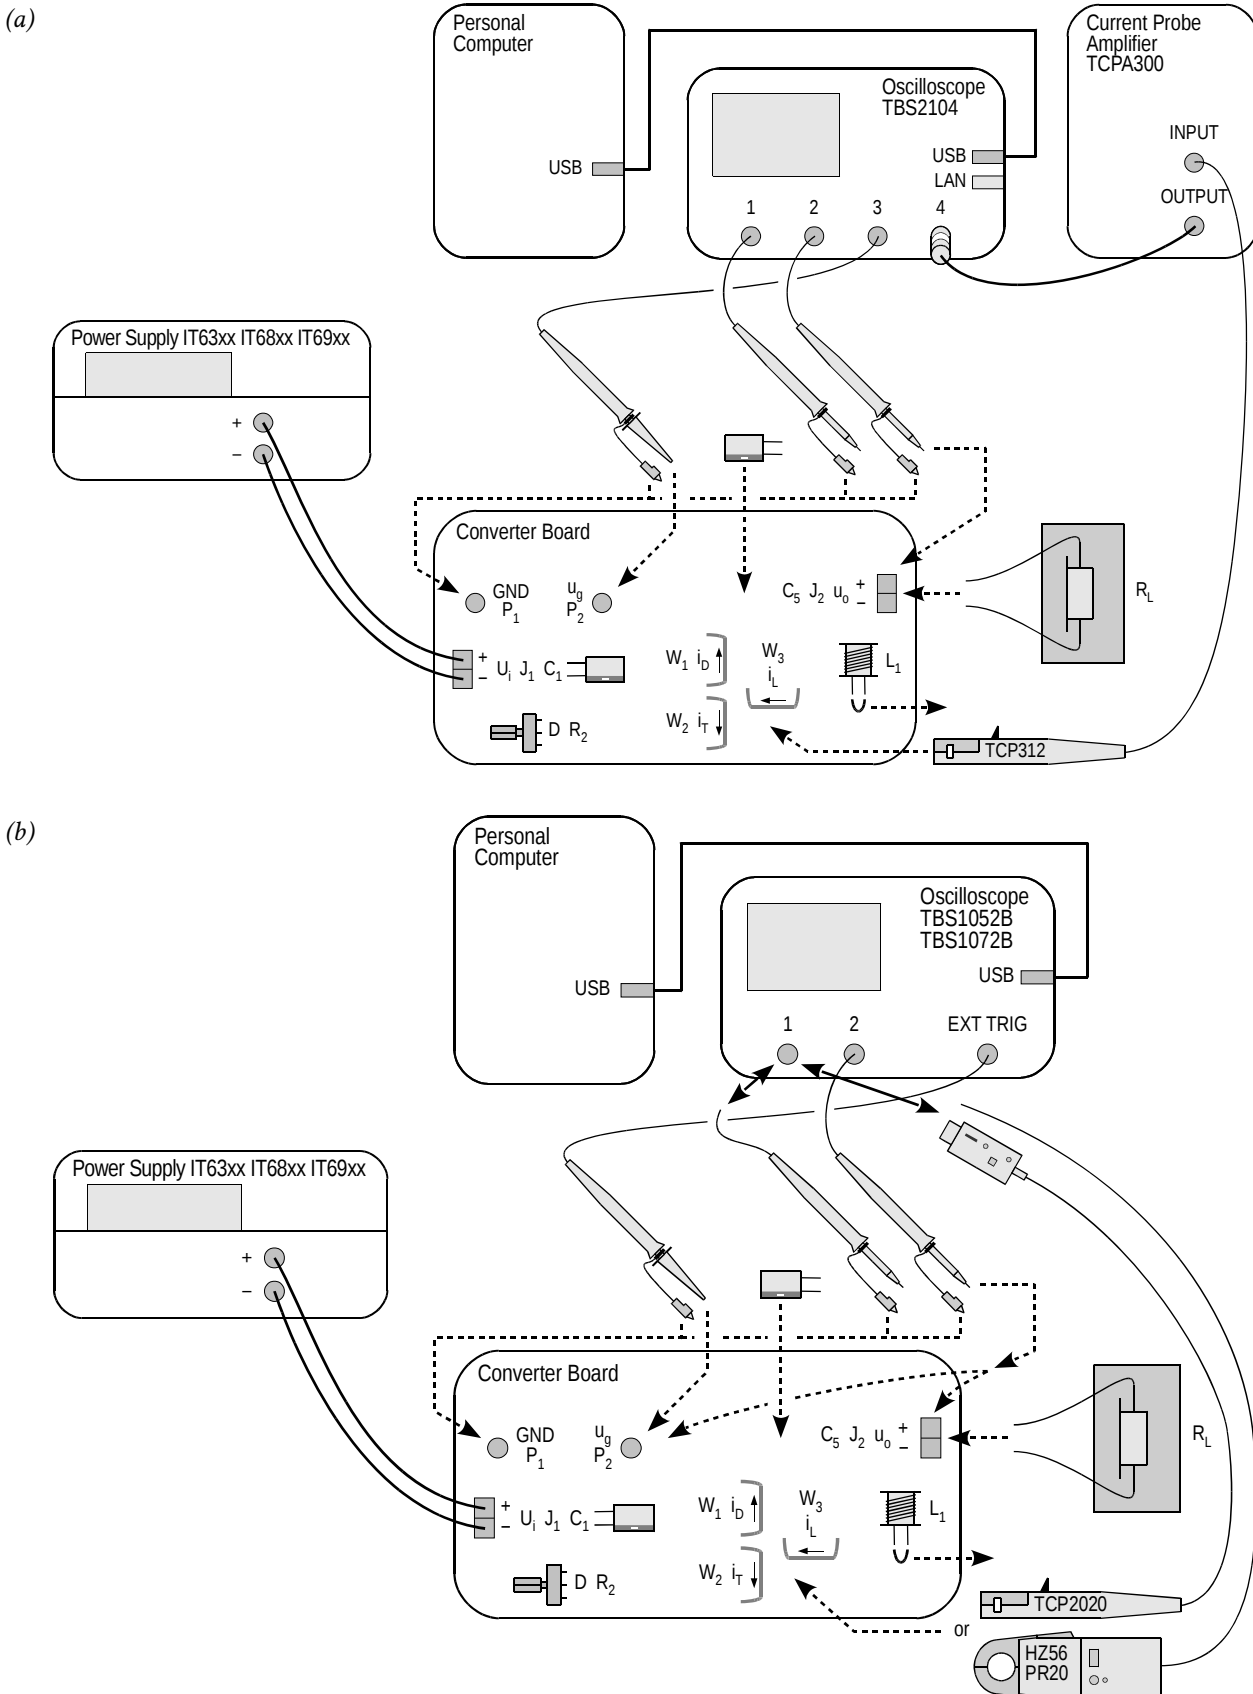 (a)
Personal
Computer
USB
Oscilloscope
TBS2104
USB
LAN
1 2 3 4
Current Probe
Amplifier
TCPA300
INPUT
OUTPUT
Power Supply IT63xx IT68xx IT69xx
+
−
Converter Board
GND
P1
ug
P2
C5 J2 uo + −
RL
+ − Ui J1 C1
W1 iD
W3
iL
L1
D R2
W2 iT
TCP312
(b)
Personal
Computer
USB
Oscilloscope
TBS1052B
TBS1072B
USB
1 2 EXT TRIG
Power Supply IT63xx IT68xx IT69xx
+
−
Converter Board
GND
P1
ug
P2
C5 J2 uo + −
RL
+ − Ui J1 C1
W1 iD
W3
iL
L1
D R2
W2 iT
TCP2020
or
HZ56
PR20